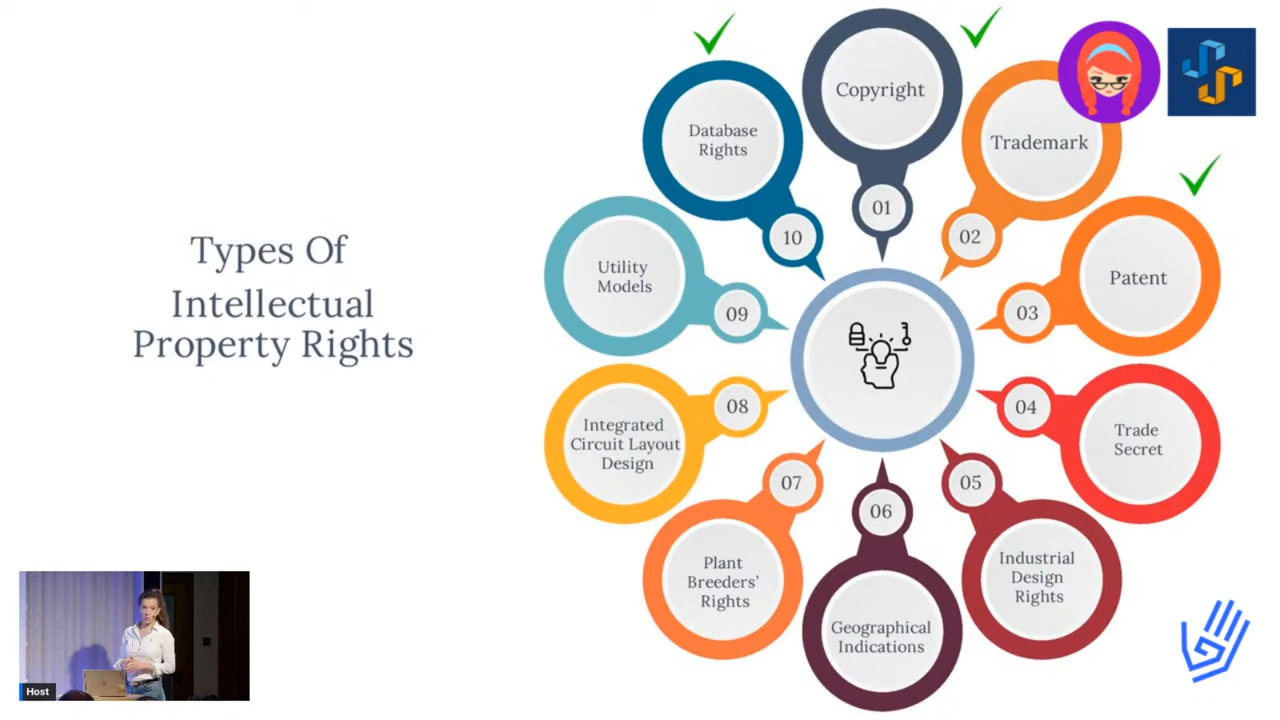 Types Of
Intellectual
Property Rights
Copyright
01
Trademark
02
Patent
03
Trade
Secret
04
Industrial
Design
Rights
05
Geographical
Indications
06
Plant
Breeders’
Rights
07
Integrated
Circuit Layout
Design
08
Utility
Models
09
Database
Rights
10
Host